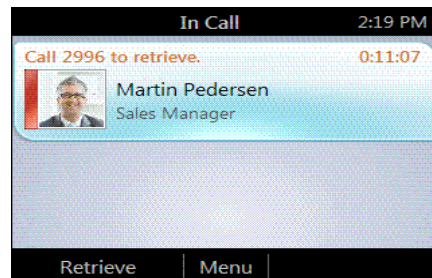 In Call 2:19 PM
Call 2996 to retrieve. 0:11:07
Martin Pedersen
Sales Manager
Retrieve Menu